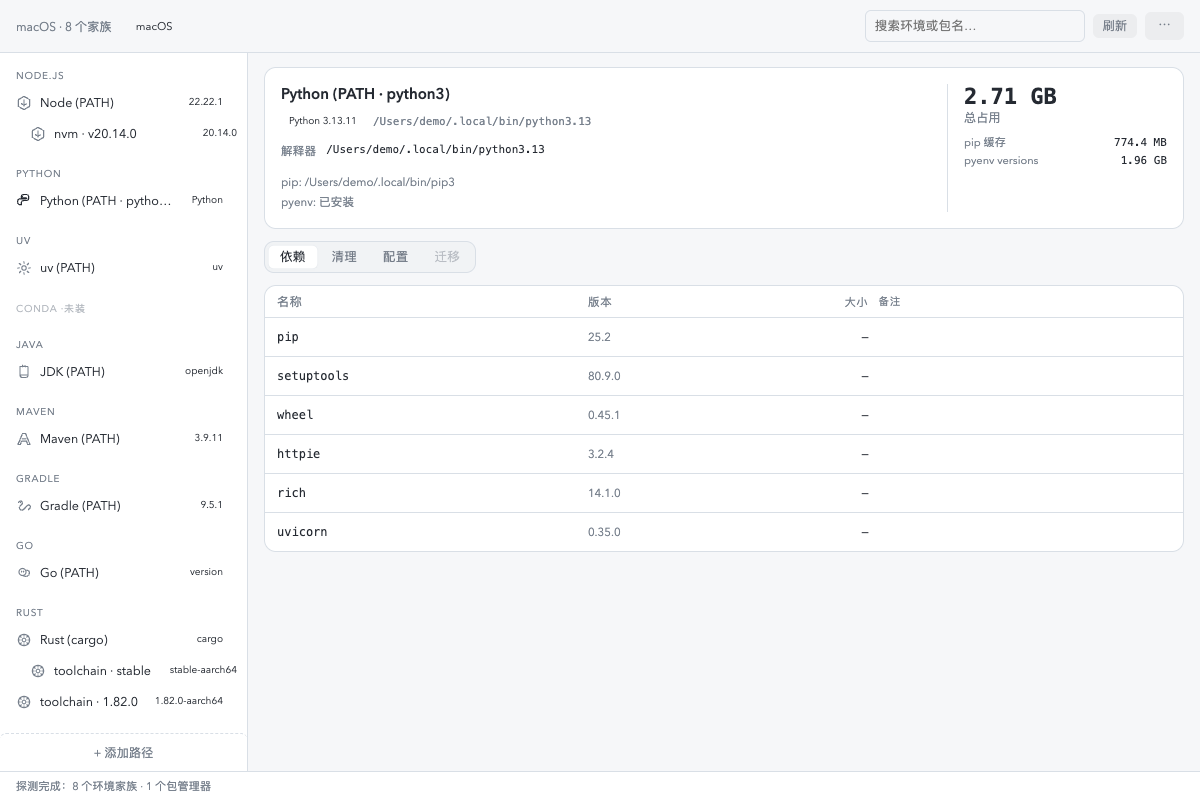 macOS · 8 个家族 macOS 搜索环境或包名… 刷新 ···
NODE.JS
Node (PATH) 22.22.1
nvm · v20.14.0 20.14.0
PYTHON
Python (PATH · pytho… Python
UV
uv (PATH) uv
CONDA ·未装
JAVA
JDK (PATH) openjdk
MAVEN
Maven (PATH) 3.9.11
GRADLE
Gradle (PATH) 9.5.1
GO
Go (PATH) version
RUST
Rust (cargo) cargo
toolchain · stable stable-aarch64
toolchain · 1.82.0 1.82.0-aarch64
+ 添加路径
Python (PATH · python3)
Python 3.13.11 /Users/demo/.local/bin/python3.13
解释器 /Users/demo/.local/bin/python3.13
pip: /Users/demo/.local/bin/pip3
pyenv: 已安装
2.71 GB
总占用
pip 缓存 774.4 MB
pyenv versions 1.96 GB
依赖 清理 配置 迁移
名称 版本 大小 备注
pip 25.2 —
setuptools 80.9.0 —
wheel 0.45.1 —
httpie 3.2.4 —
rich 14.1.0 —
uvicorn 0.35.0 —
探测完成：8 个环境家族 · 1 个包管理器